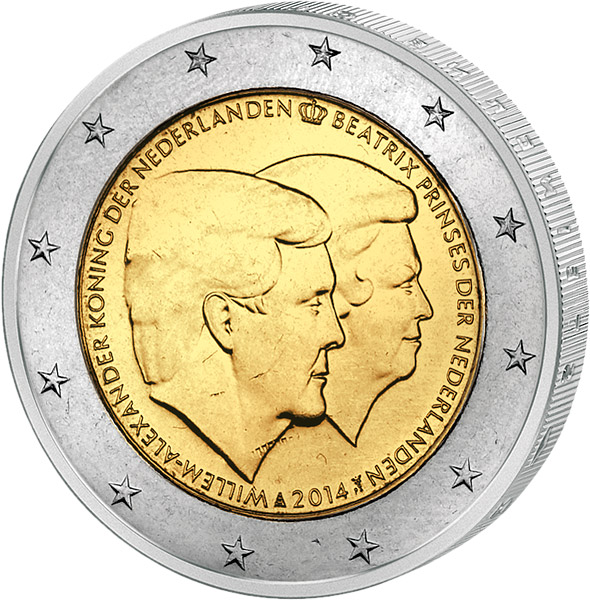 WILLEM-ALEXANDER KONING DER NEDERLANDEN
BEATRIX PRINSES DER NEDERLANDEN
2014